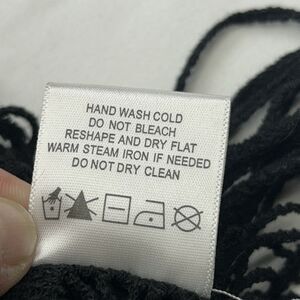 HAND WASH COLD
DO NOT BLEACH
RESHAPE AND DRY FLAT
WARM STEAM IRON IF NEEDED
DO NOT DRY CLEAN